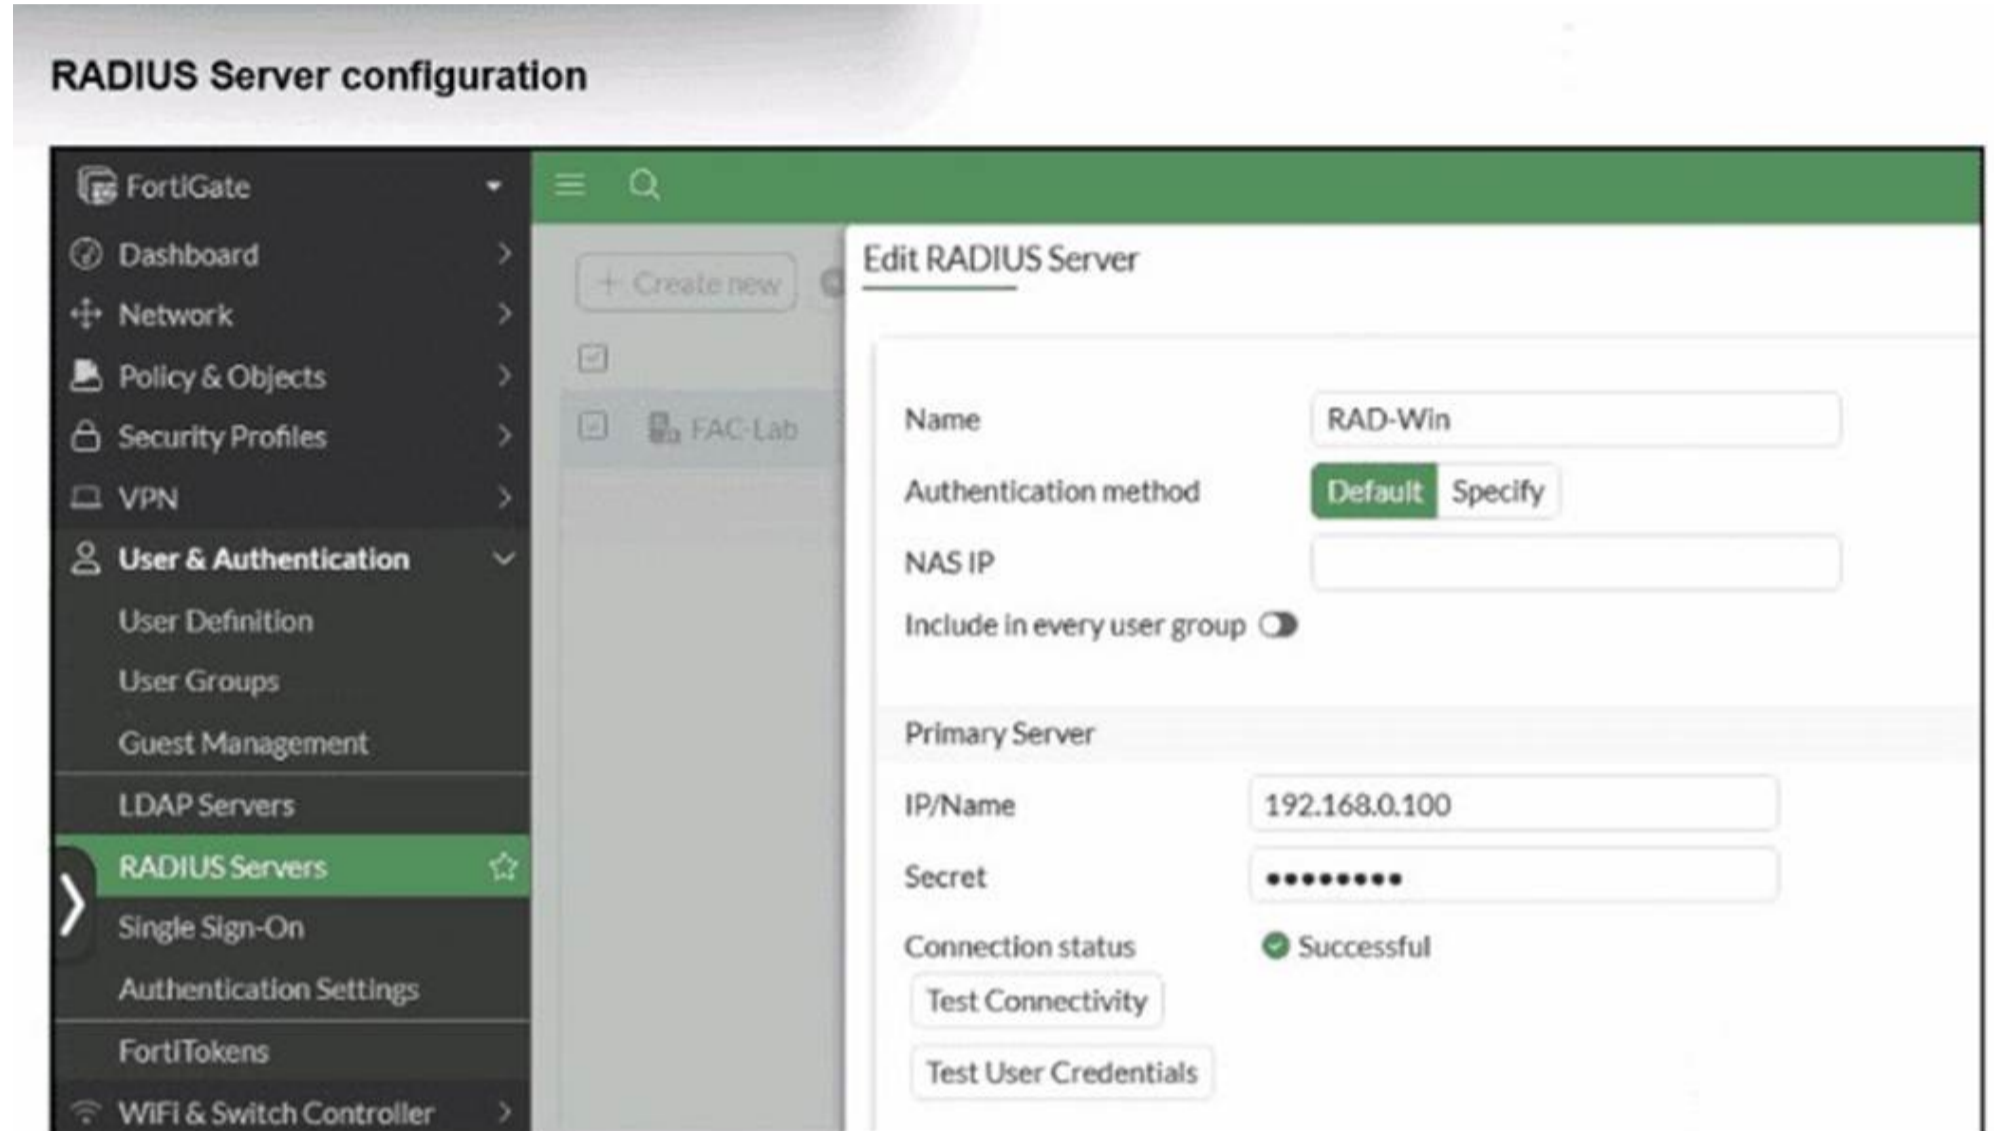 RADIUS Server configuration
FortiGate
Dashboard
Network
Policy & Objects
Security Profiles
VPN
User & Authentication
User Definition
User Groups
Guest Management
LDAP Servers
RADIUS Servers
Single Sign-On
Authentication Settings
FortiTokens
WiFi & Switch Controller
+ Create new
FAC-Lab
Edit RADIUS Server
Name RAD-Win
Authentication method Default Specify
NAS IP
Include in every user group
Primary Server
IP/Name 192.168.0.100
Secret ••••••••
Connection status Successful
Test Connectivity
Test User Credentials